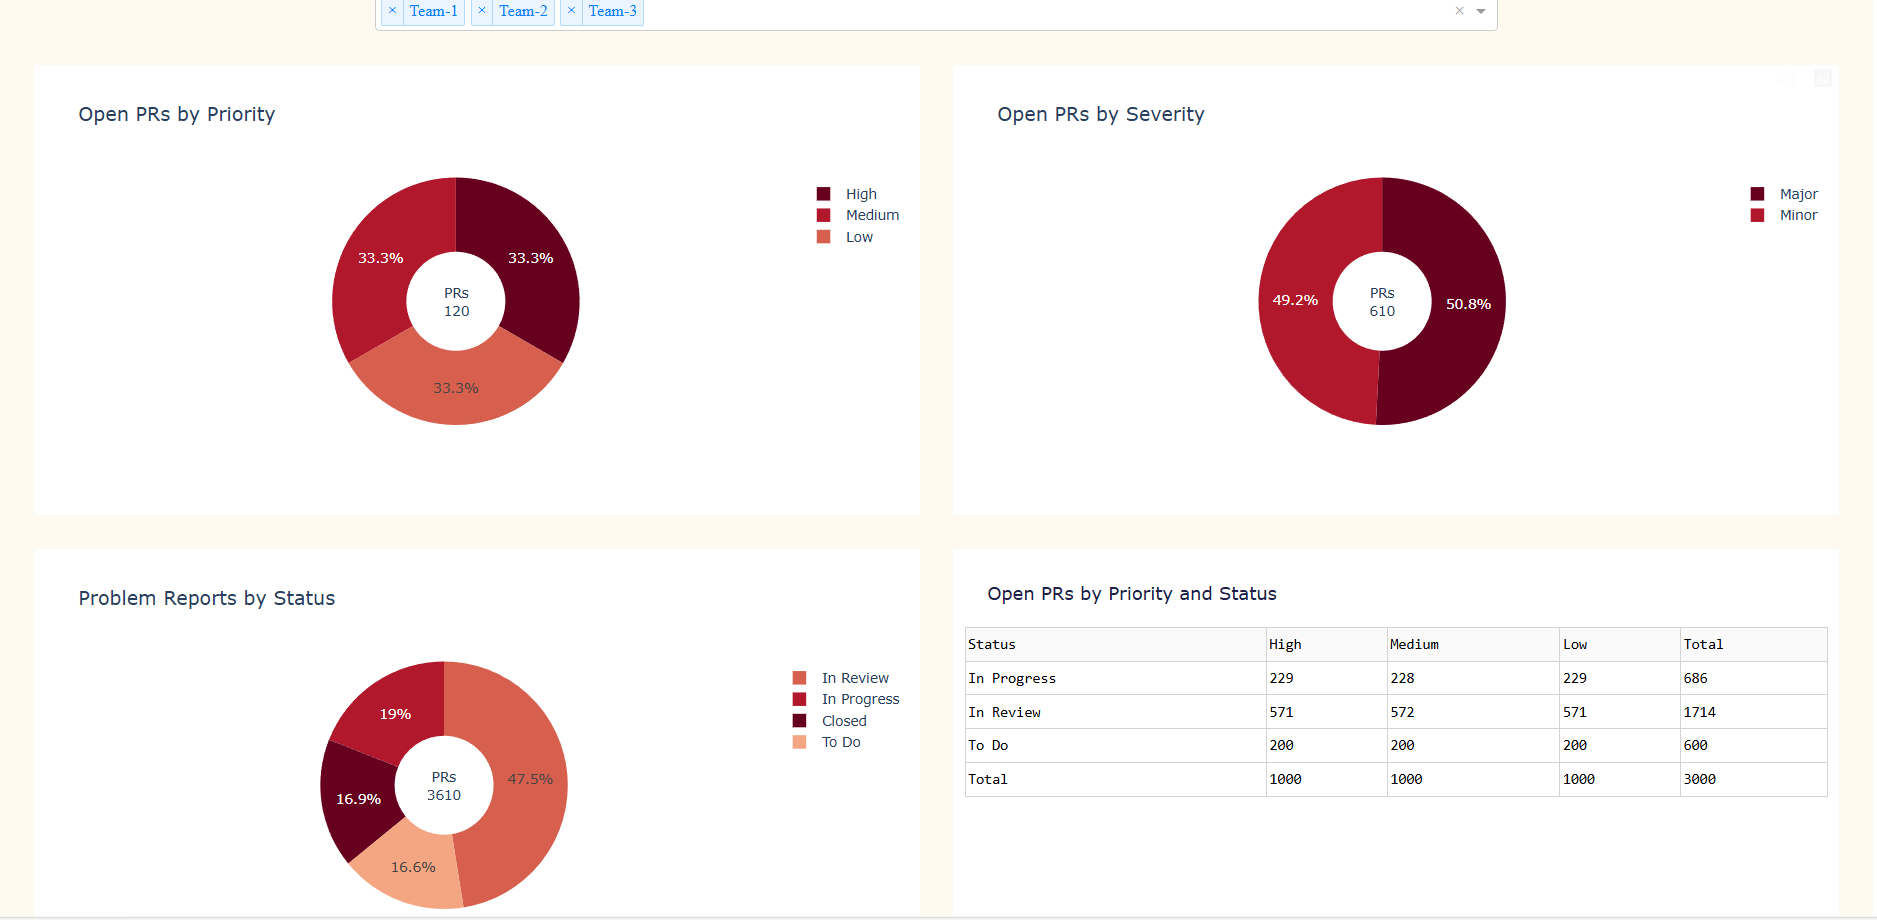 × Team-1 × Team-2 × Team-3 ×
Open PRs by Priority
High
Medium
Low
33.3%
33.3%
33.3%
PRs
120
Open PRs by Severity
Major
Minor
49.2%
50.8%
PRs
610
Problem Reports by Status
In Review
In Progress
Closed
To Do
19%
47.5%
16.9%
16.6%
PRs
3610
Open PRs by Priority and Status
Status High Medium Low Total
In Progress 229 228 229 686
In Review 571 572 571 1714
To Do 200 200 200 600
Total 1000 1000 1000 3000